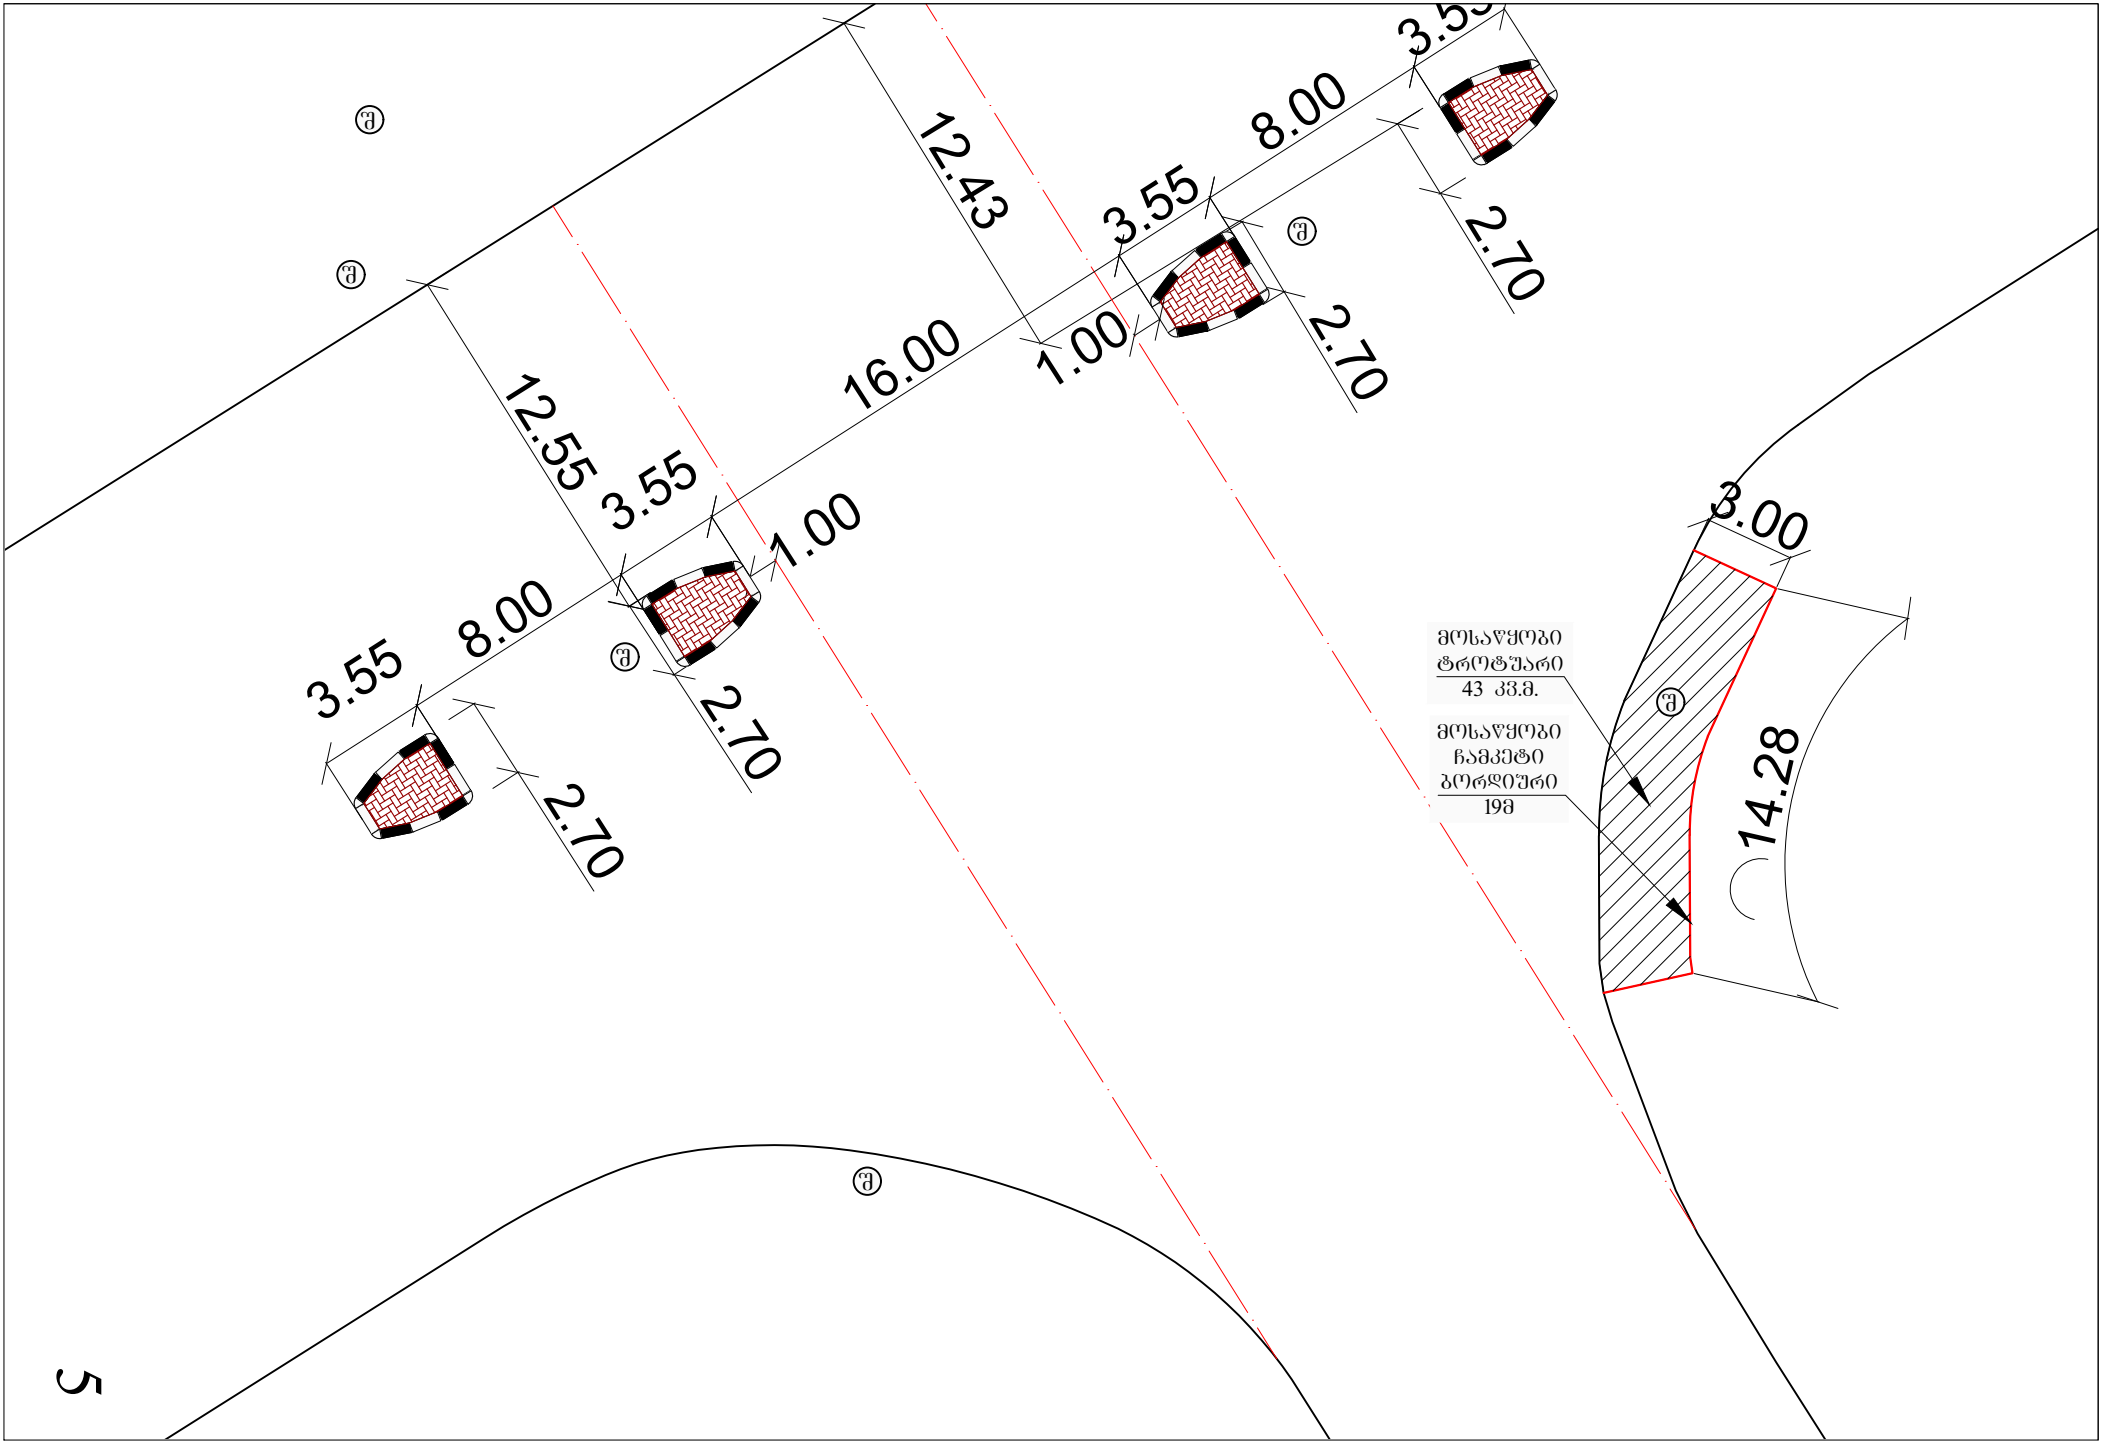 3.55
8.00
12.43
3.55
2.70
შ
შ
შ
1.00
2.70
16.00
12.55
3.55
1.00
3.00
8.00
შ
3.55
2.70
2.70
მოსაწყობი
ტროტუარი
43 კვ.მ.
შ
მოსაწყობი
ჩამკეტი
ბორდიური
19მ
14.28
შ
5